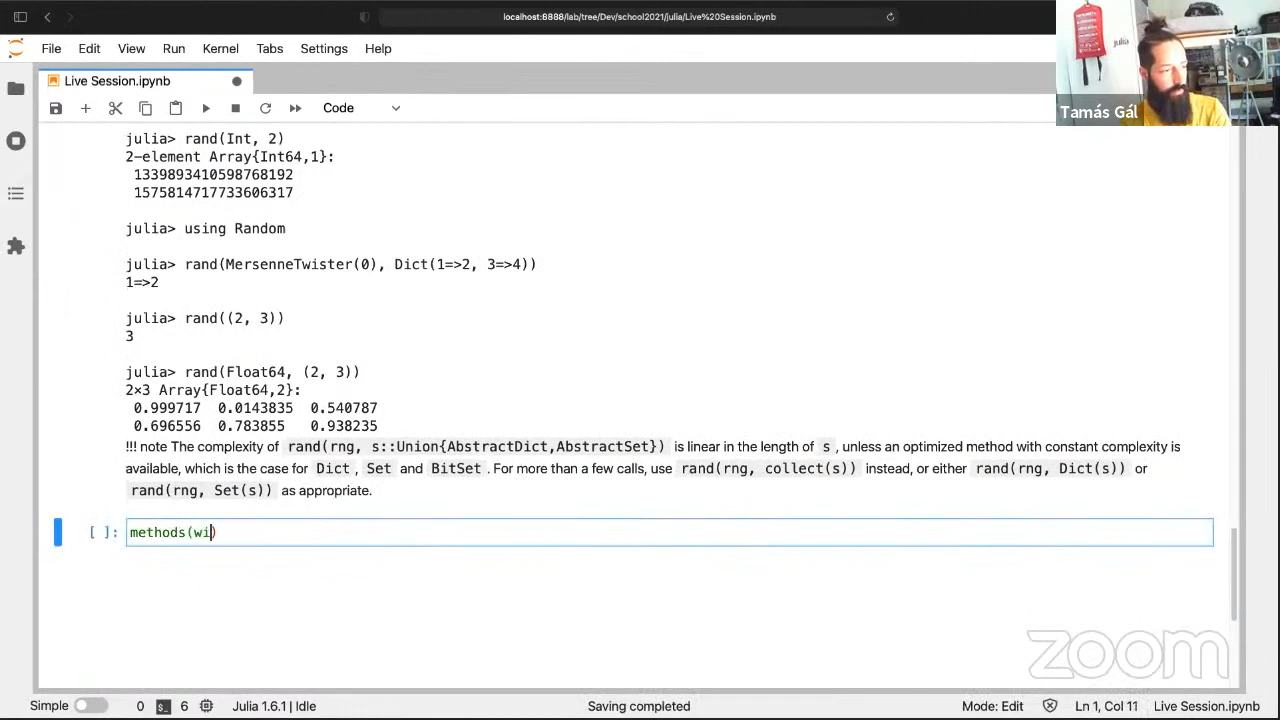 localhost:8888/lab/tree/Dev/school2021/julia/Live%20Session.ipynb
File Edit View Run Kernel Tabs Settings Help
Live Session.ipynb
Code
julia
Tamás Gál
julia> rand(Int, 2)
2-element Array{Int64,1}:
1339893410598768192
1575814717733606317
julia> using Random
julia> rand(MersenneTwister(0), Dict(1=>2, 3=>4))
1=>2
julia> rand((2, 3))
3
julia> rand(Float64, (2, 3))
2×3 Array{Float64,2}:
0.999717 0.0143835 0.540787
0.696556 0.783855 0.938235
!!! note The complexity of rand(rng, s::Union{AbstractDict,AbstractSet}) is linear in the length of s , unless an optimized method with constant complexity is
available, which is the case for Dict , Set and BitSet . For more than a few calls, use rand(rng, collect(s)) instead, or either rand(rng, Dict(s)) or
rand(rng, Set(s)) as appropriate.
[ ]: methods(wi)
zoom
Simple 0 $_ 6 Julia 1.6.1 | Idle Saving completed Mode: Edit Ln 1, Col 11 Live Session.ipynb